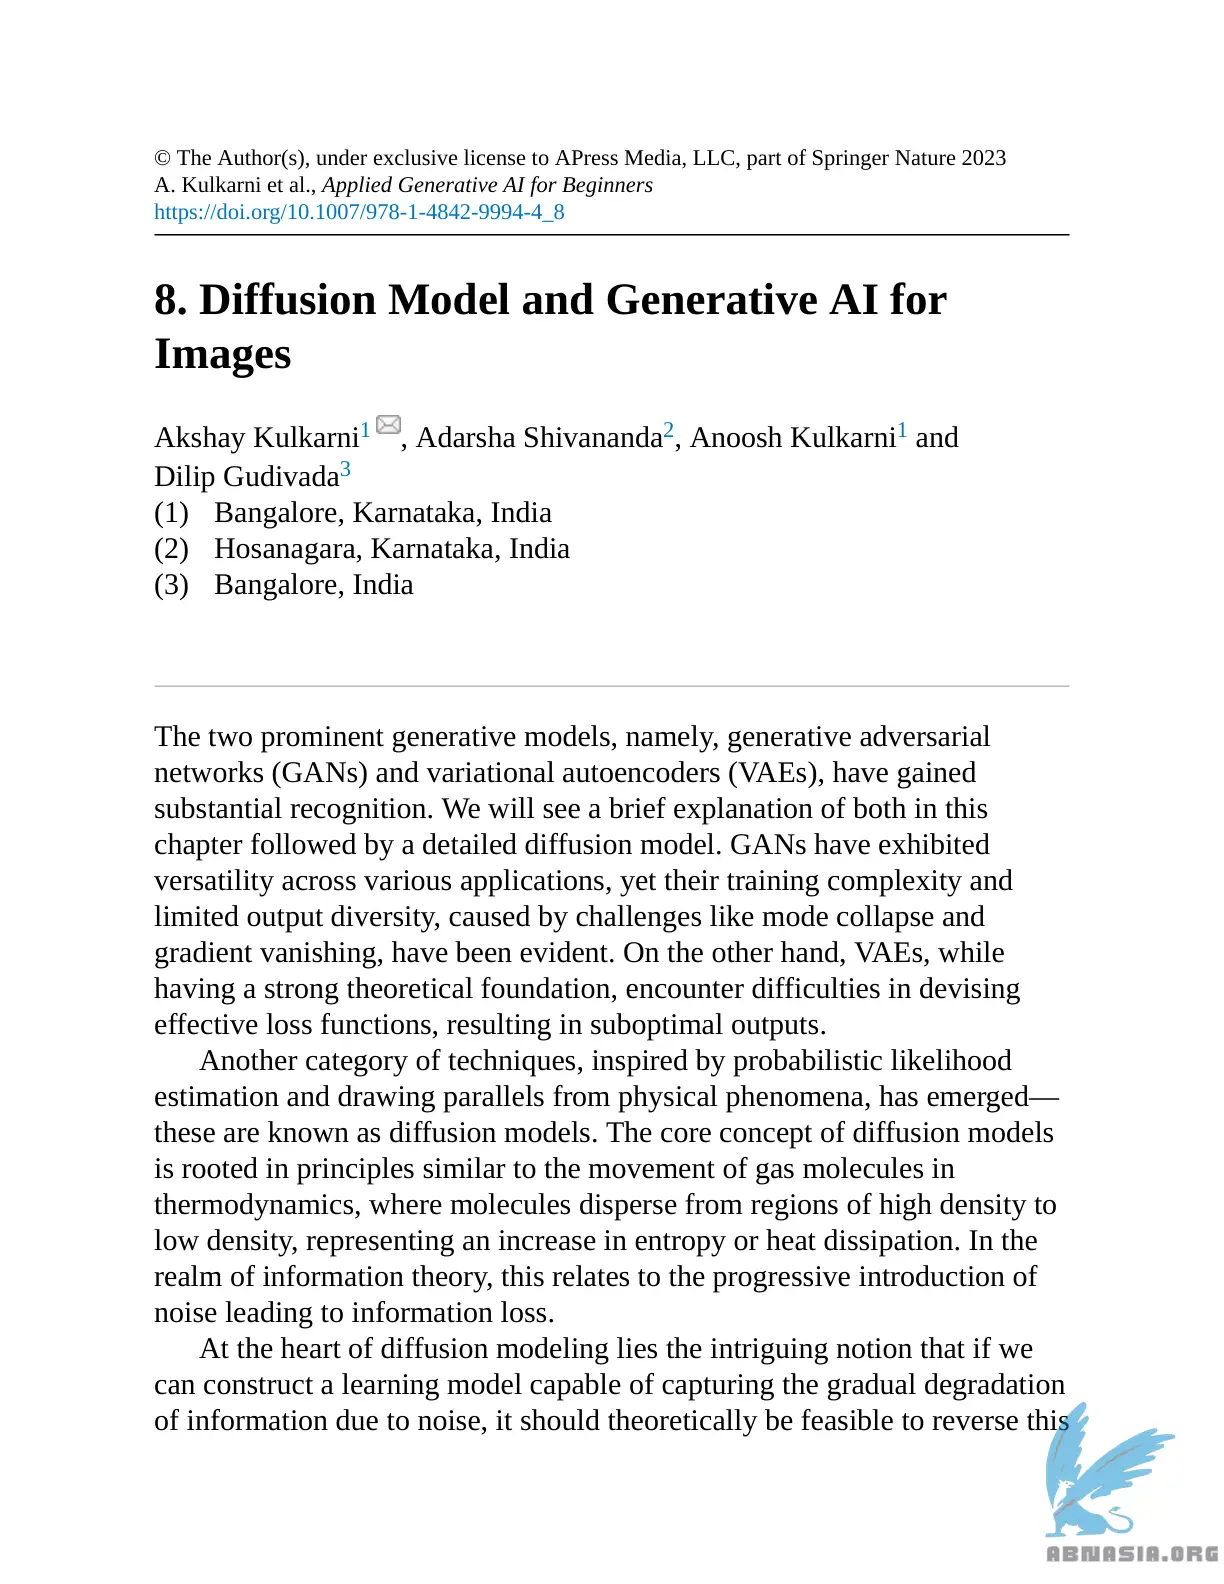 © The Author(s), under exclusive license to APress Media, LLC, part of Springer Nature 2023
A. Kulkarni et al., Applied Generative AI for Beginners
https://doi.org/10.1007/978-1-4842-9994-4_8
8. Diffusion Model and Generative AI for
Images
Akshay Kulkarni1 , Adarsha Shivananda2, Anoosh Kulkarni1 and
Dilip Gudivada3
(1) Bangalore, Karnataka, India
(2) Hosanagara, Karnataka, India
(3) Bangalore, India
The two prominent generative models, namely, generative adversarial
networks (GANs) and variational autoencoders (VAEs), have gained
substantial recognition. We will see a brief explanation of both in this
chapter followed by a detailed diffusion model. GANs have exhibited
versatility across various applications, yet their training complexity and
limited output diversity, caused by challenges like mode collapse and
gradient vanishing, have been evident. On the other hand, VAEs, while
having a strong theoretical foundation, encounter difficulties in devising
effective loss functions, resulting in suboptimal outputs.
Another category of techniques, inspired by probabilistic likelihood
estimation and drawing parallels from physical phenomena, has emerged—
these are known as diffusion models. The core concept of diffusion models
is rooted in principles similar to the movement of gas molecules in
thermodynamics, where molecules disperse from regions of high density to
low density, representing an increase in entropy or heat dissipation. In the
realm of information theory, this relates to the progressive introduction of
noise leading to information loss.
At the heart of diffusion modeling lies the intriguing notion that if we
can construct a learning model capable of capturing the gradual degradation
of information due to noise, it should theoretically be feasible to reverse this
ABNASIA.ORG